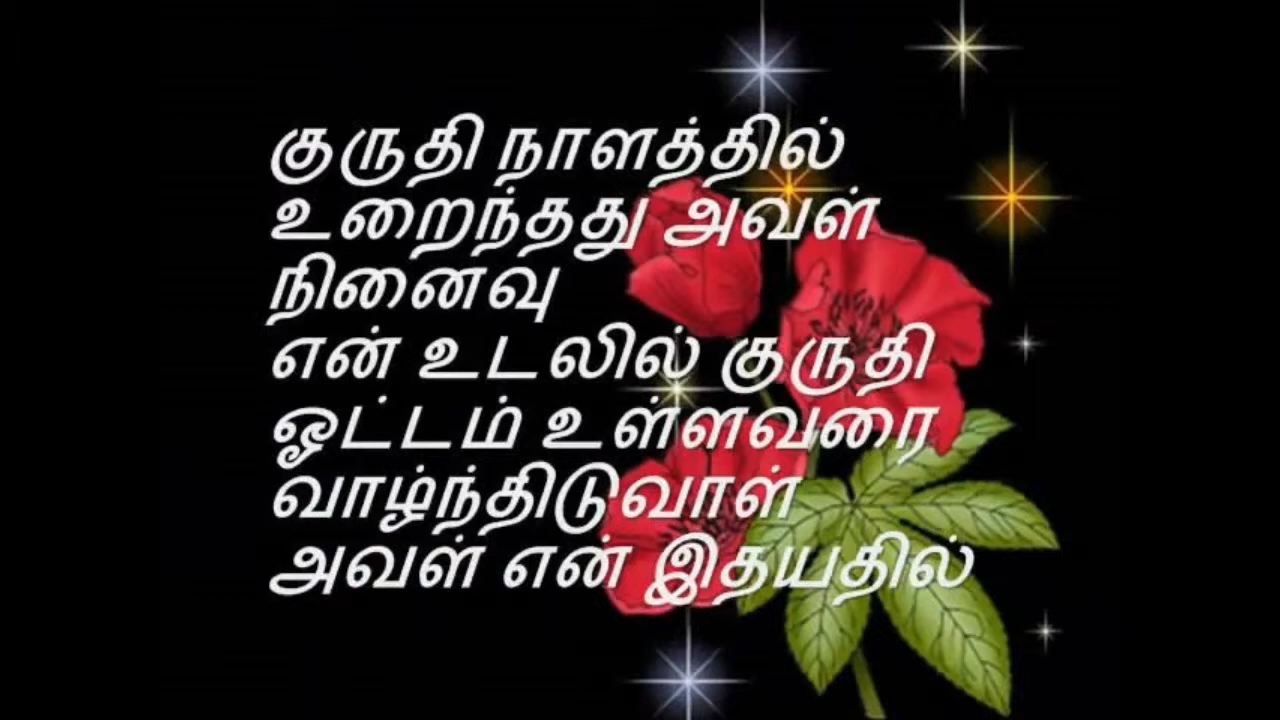 குருதி நாளத்தில்
உறைந்தது அவள்
நினைவு
என் உடலில் குருதி
ஓட்டம் உள்ளவரை
வாழ்ந்திடுவாள்
அவள் என் இதயதில்